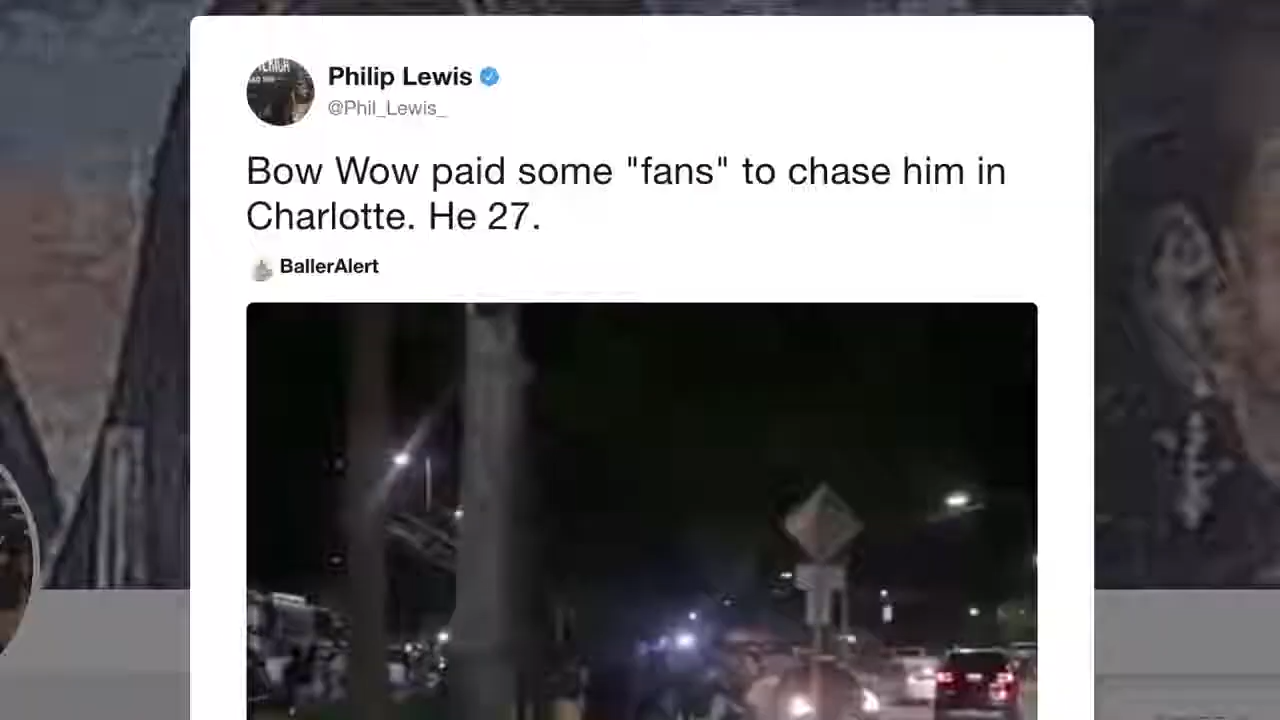 Philip Lewis
@Phil_Lewis_
Bow Wow paid some "fans" to chase him in
Charlotte. He 27.
BallerAlert